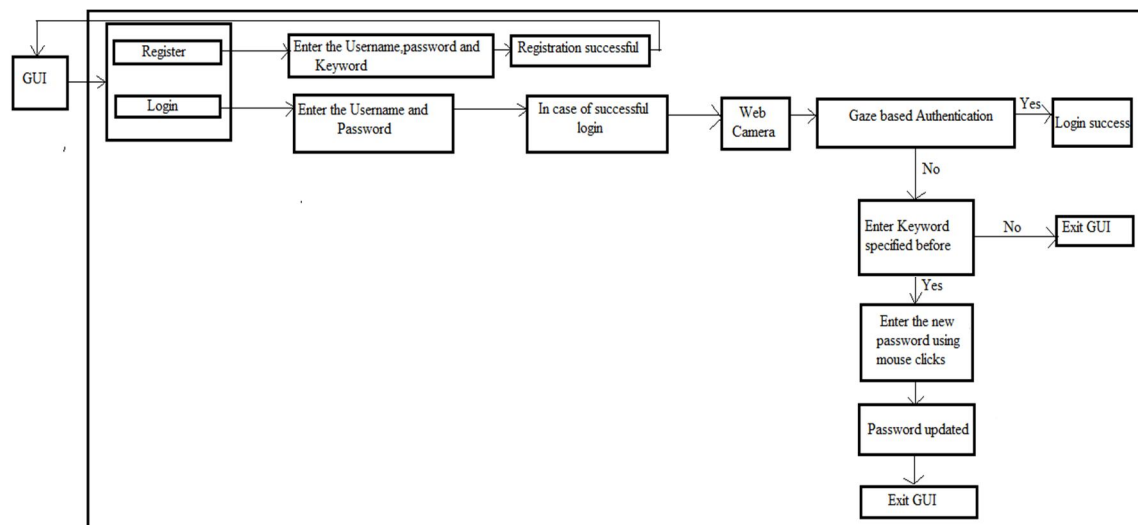 GUI
Register
Enter the Username,password and
Keyword
Registration successful
Login
Enter the Username and
Password
In case of successful
login
Web
Camera
Gaze based Authentication
Yes
Login success
No
Enter Keyword
specified before
No
Exit GUI
Yes
Enter the new
password using
mouse clicks
Password updated
Exit GUI